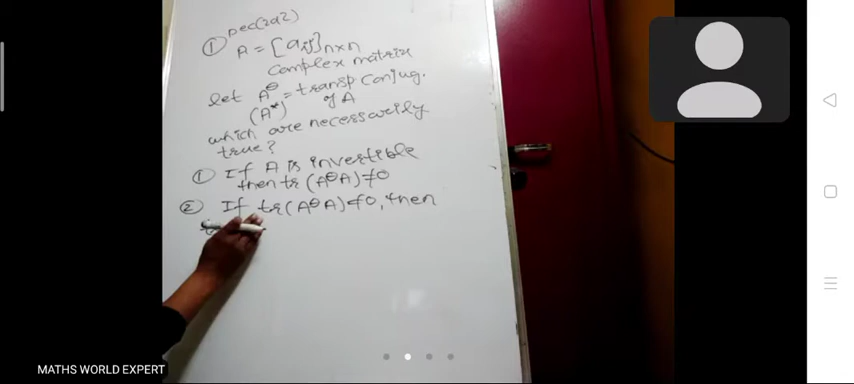 Dec(2o2)
① A = [aij]n×n
complex matrix
let A^θ = transp conjug.
(A*) of A
which are necessarily
true?
① If A is invertible
then tr(A^θA)≠0
② If tr(A^θA)≠0, then
MATHS WORLD EXPERT